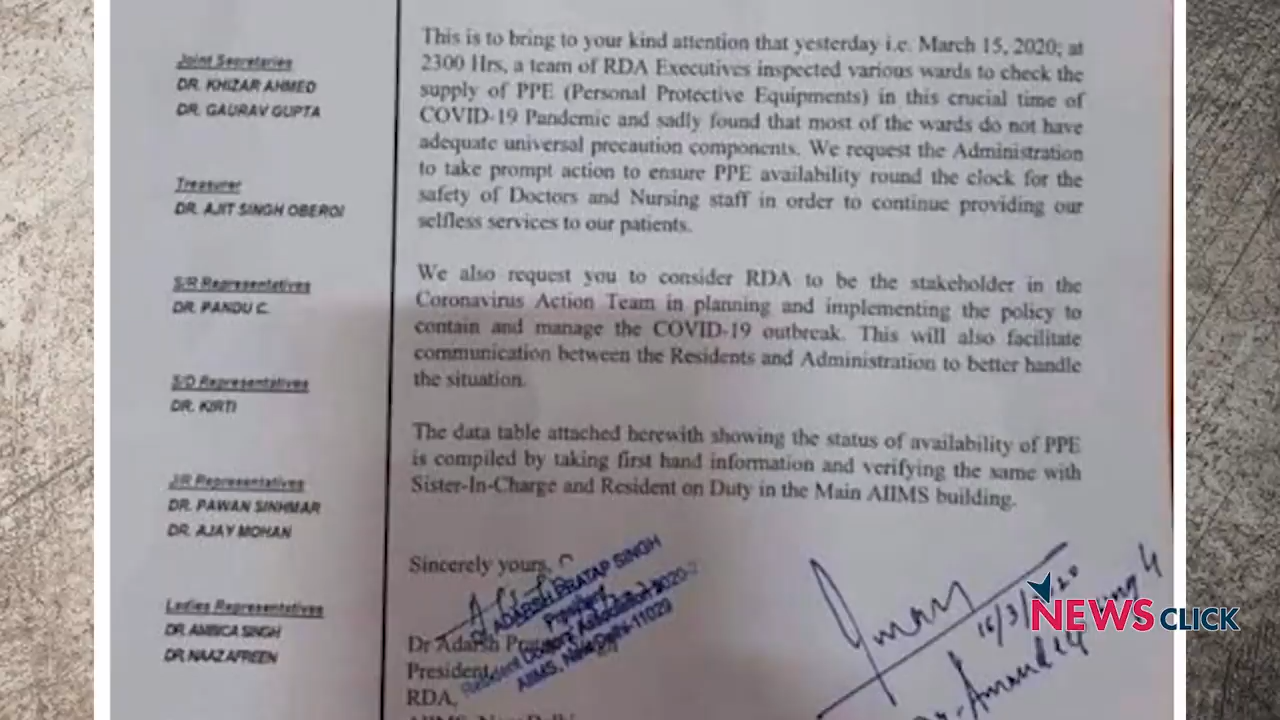 Joint Secretaries
DR. KHIZAR AHMED
DR. GAURAV GUPTA
Treasurer
DR. AJIT SINGH OBEROI
S/R Representatives
DR. PANDU C.
S/D Representatives
DR. KIRTI
J/R Representatives
DR. PAWAN SINHMAR
DR. AJAY MOHAN
Ladies Representatives
DR. AMBICA SINGH
DR. NAAZ AFREEN
This is to bring to your kind attention that yesterday i.e. March 15, 2020; at
2300 Hrs, a team of RDA Executives inspected various wards to check the
supply of PPE (Personal Protective Equipments) in this crucial time of
COVID-19 Pandemic and sadly found that most of the wards do not have
adequate universal precaution components. We request the Administration
to take prompt action to ensure PPE availability round the clock for the
safety of Doctors and Nursing staff in order to continue providing our
selfless services to our patients.
We also request you to consider RDA to be the stakeholder in the
Coronavirus Action Team in planning and implementing the policy to
contain and manage the COVID-19 outbreak. This will also facilitate
communication between the Residents and Administration to better handle
the situation.
The data table attached herewith showing the status of availability of PPE
is compiled by taking first hand information and verifying the same with
Sister-In-Charge and Resident on Duty in the Main AIIMS building.
Sincerely yours,
Dr Adarsh
President,
RDA,
AIIMS, New Delhi
ADARSH PRATAP SINGH
President
Resident Doctors
AIIMS, New Delhi-11029
16/3/2020
NEWSCLICK